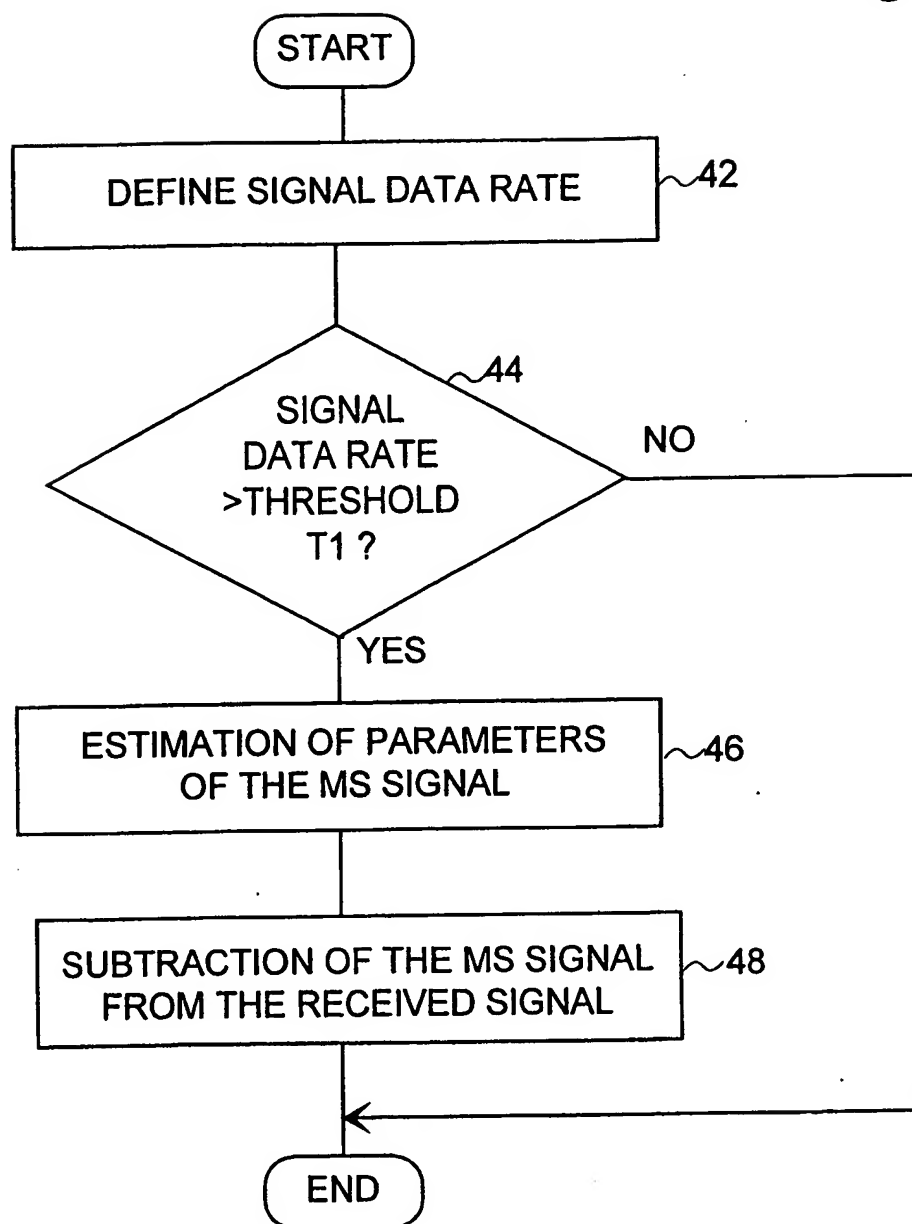 START
DEFINE SIGNAL DATA RATE
42
44
SIGNAL
DATA RATE
>THRESHOLD
T1 ?
NO
YES
ESTIMATION OF PARAMETERS
OF THE MS SIGNAL
46
SUBTRACTION OF THE MS SIGNAL
FROM THE RECEIVED SIGNAL
48
END